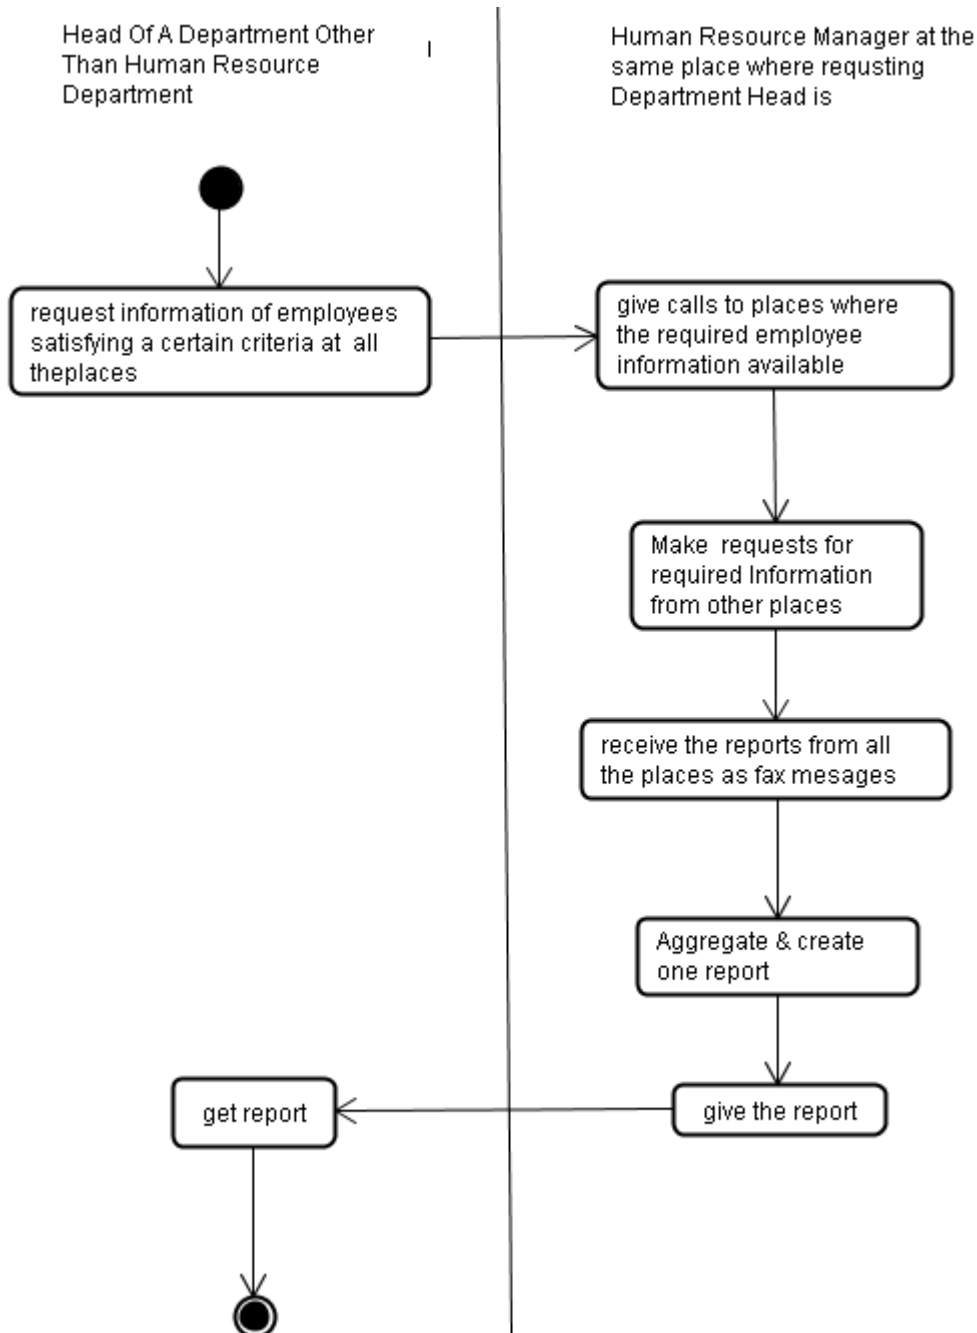 Head Of A Department Other
Than Human Resource
Department
Human Resource Manager at the
same place where requsting
Department Head is
request information of employees
satisfying a certain criteria at all
theplaces
give calls to places where
the required employee
information available
Make requests for
required Information
from other places
receive the reports from all
the places as fax mesages
Aggregate & create
one report
give the report
get report